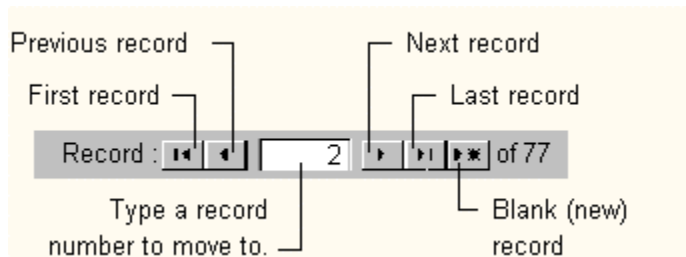 Previous record
Next record
First record
Last record
Record : 2 of 77
Type a record
number to move to.
Blank (new)
record